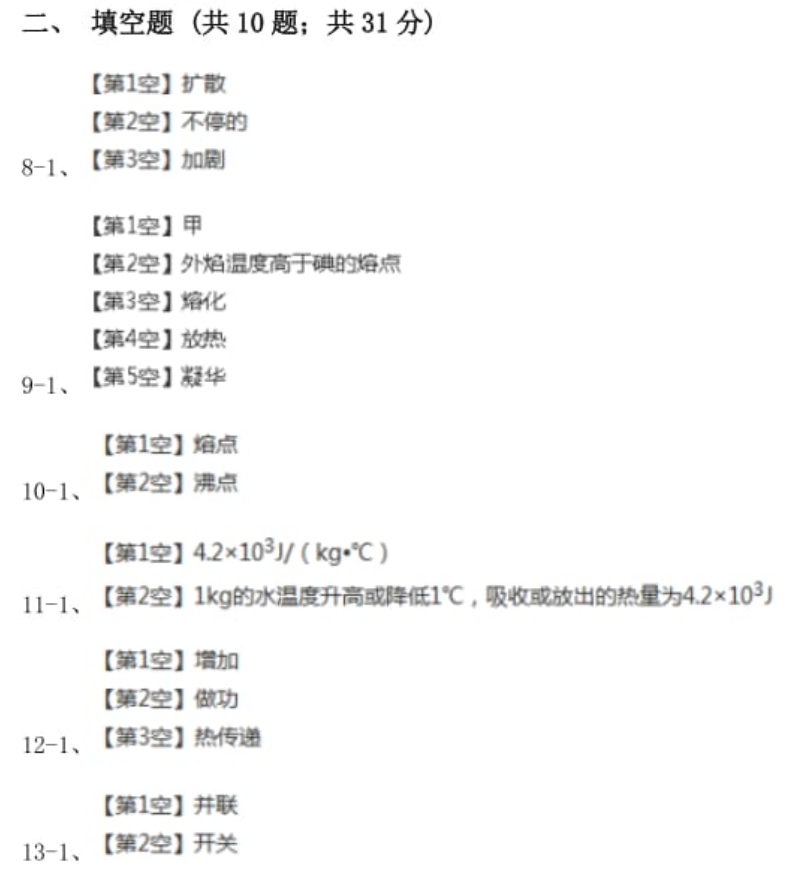 二、 填空题 (共 10 题; 共 31 分)
【第1空】扩散
【第2空】不停的
8-1、【第3空】加剧
【第1空】甲
【第2空】外焰温度高于碘的熔点
【第3空】熔化
【第4空】放热
9-1、【第5空】凝华
【第1空】熔点
10-1、【第2空】沸点
【第1空】4.2×10³J/(kg•℃)
11-1、【第2空】1kg的水温度升高或降低1℃,吸收或放出的热量为4.2×10³J
【第1空】增加
【第2空】做功
12-1、【第3空】热传递
【第1空】并联
13-1、【第2空】开关